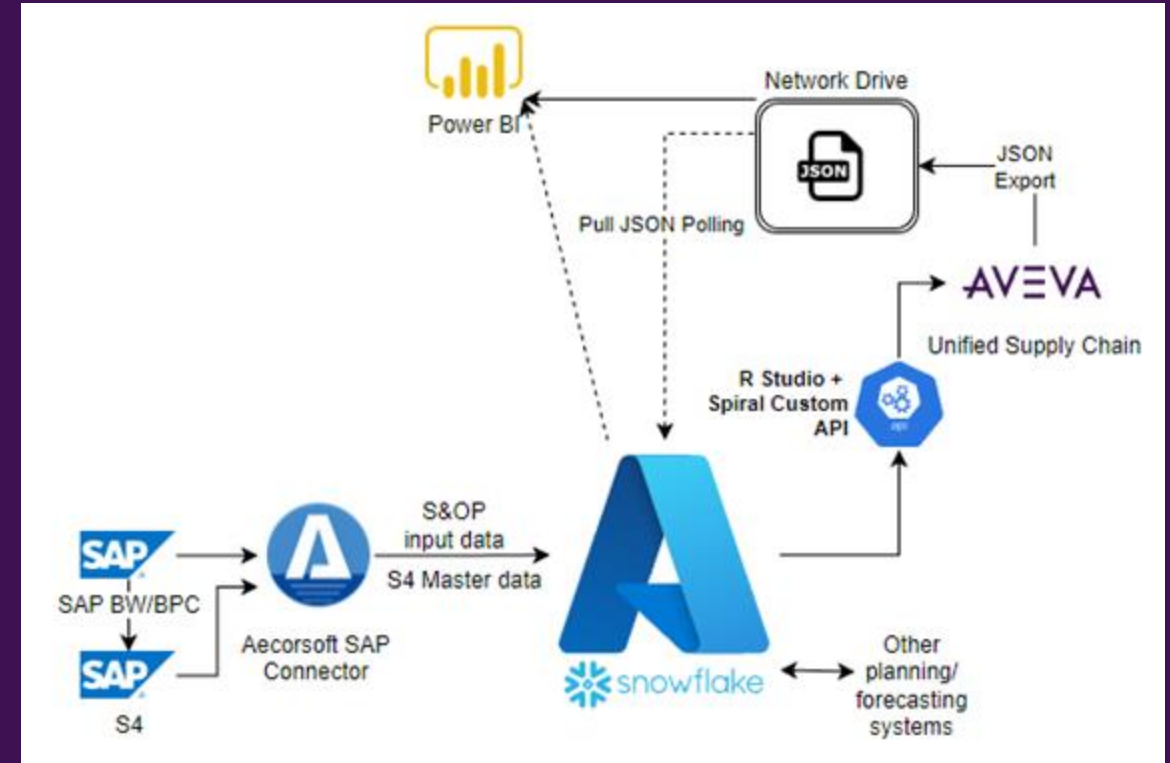 Network Drive
Power BI
JSON
JSON
Export
Pull JSON Polling
AVEVA
Unified Supply Chain
R Studio +
Spiral Custom
API
api
S&OP
input data
S4 Master data
SAP
SAP BW/BPC
SAP
S4
Aecorsoft SAP
Connector
snowflake
Other
planning/
forecasting
systems